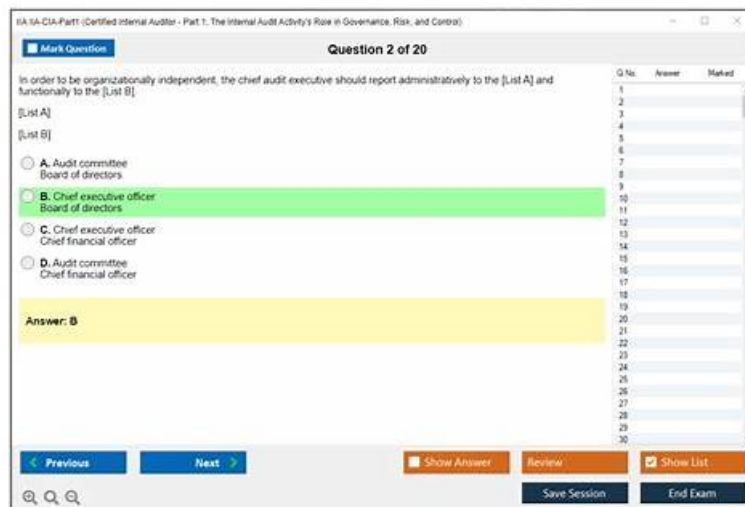 IIA IIA-CIA-Part1 (Certified Internal Auditor - Part 1, The Internal Audit Activity's Role in Governance, Risk, and Control)
Mark Question
Question 2 of 20
In order to be organizationally independent, the chief audit executive should report administratively to the [List A] and
functionally to the [List B].
[List A]
[List B]
A. Audit committee
Board of directors
B. Chief executive officer
Board of directors
C. Chief executive officer
Chief financial officer
D. Audit committee
Chief financial officer
Answer: B
Q.No. Answer Marked
1
2
3
4
5
6
7
8
9
10
11
12
13
14
15
16
17
18
19
20
21
22
23
24
25
26
27
28
29
30
Previous
Next
Show Answer
Review
Show List
Save Session
End Exam